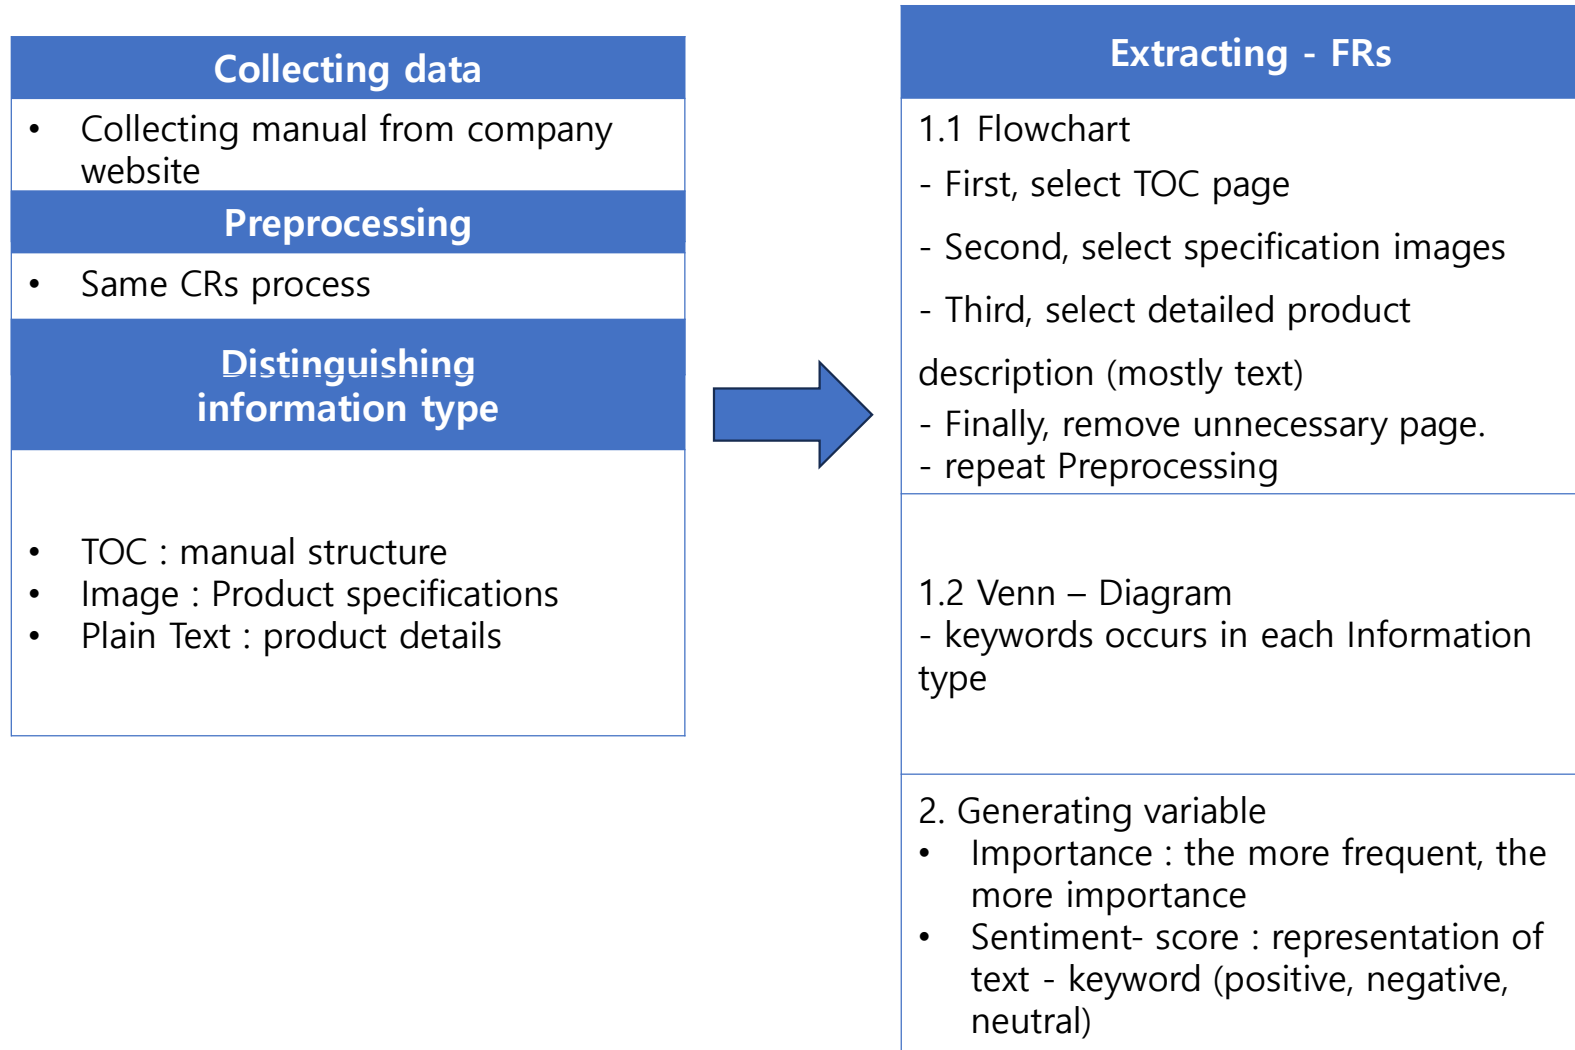 Collecting data
• Collecting manual from company
website
Preprocessing
• Same CRs process
Distinguishing
information type
• TOC : manual structure
• Image : Product specifications
• Plain Text : product details
Extracting - FRs
1.1 Flowchart
- First, select TOC page
- Second, select specification images
- Third, select detailed product
description (mostly text)
- Finally, remove unnecessary page.
- repeat Preprocessing
1.2 Venn – Diagram
- keywords occurs in each Information
type
2. Generating variable
• Importance : the more frequent, the
more importance
• Sentiment- score : representation of
text - keyword (positive, negative,
neutral)